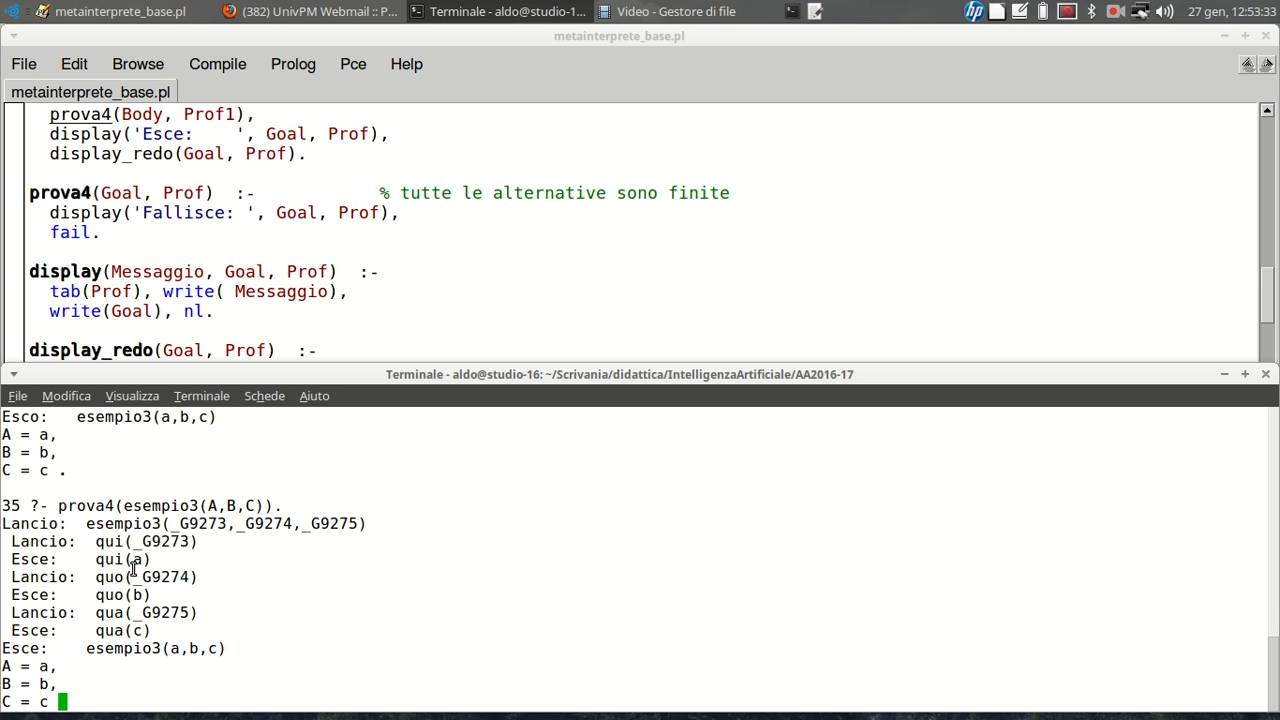 metainterprete_base.pl (382) UnivPM Webmail :: P... Terminale - aldo@studio-1... Video - Gestore di file 27 gen, 12:53:33
metainterprete_base.pl
File Edit Browse Compile Prolog Pce Help
metainterprete_base.pl
prova4(Body, Prof1),
display('Esce:    ', Goal, Prof),
display_redo(Goal, Prof).
prova4(Goal, Prof)  :-            % tutte le alternative sono finite
display('Fallisce: ', Goal, Prof),
fail.
display(Messaggio, Goal, Prof)  :-
tab(Prof), write( Messaggio),
write(Goal), nl.
display_redo(Goal, Prof)  :-
Terminale - aldo@studio-16: ~/Scrivania/didattica/IntelligenzaArtificiale/AA2016-17
File Modifica Visualizza Terminale Schede Aiuto
Esco:   esempio3(a,b,c)
A = a,
B = b,
C = c .
35 ?- prova4(esempio3(A,B,C)).
Lancio:  esempio3(_G9273,_G9274,_G9275)
Lancio:  qui(_G9273)
Esce:    qui(a)
Lancio:  quo(_G9274)
Esce:    quo(b)
Lancio:  qua(_G9275)
Esce:    qua(c)
Esce:    esempio3(a,b,c)
A = a,
B = b,
C = c